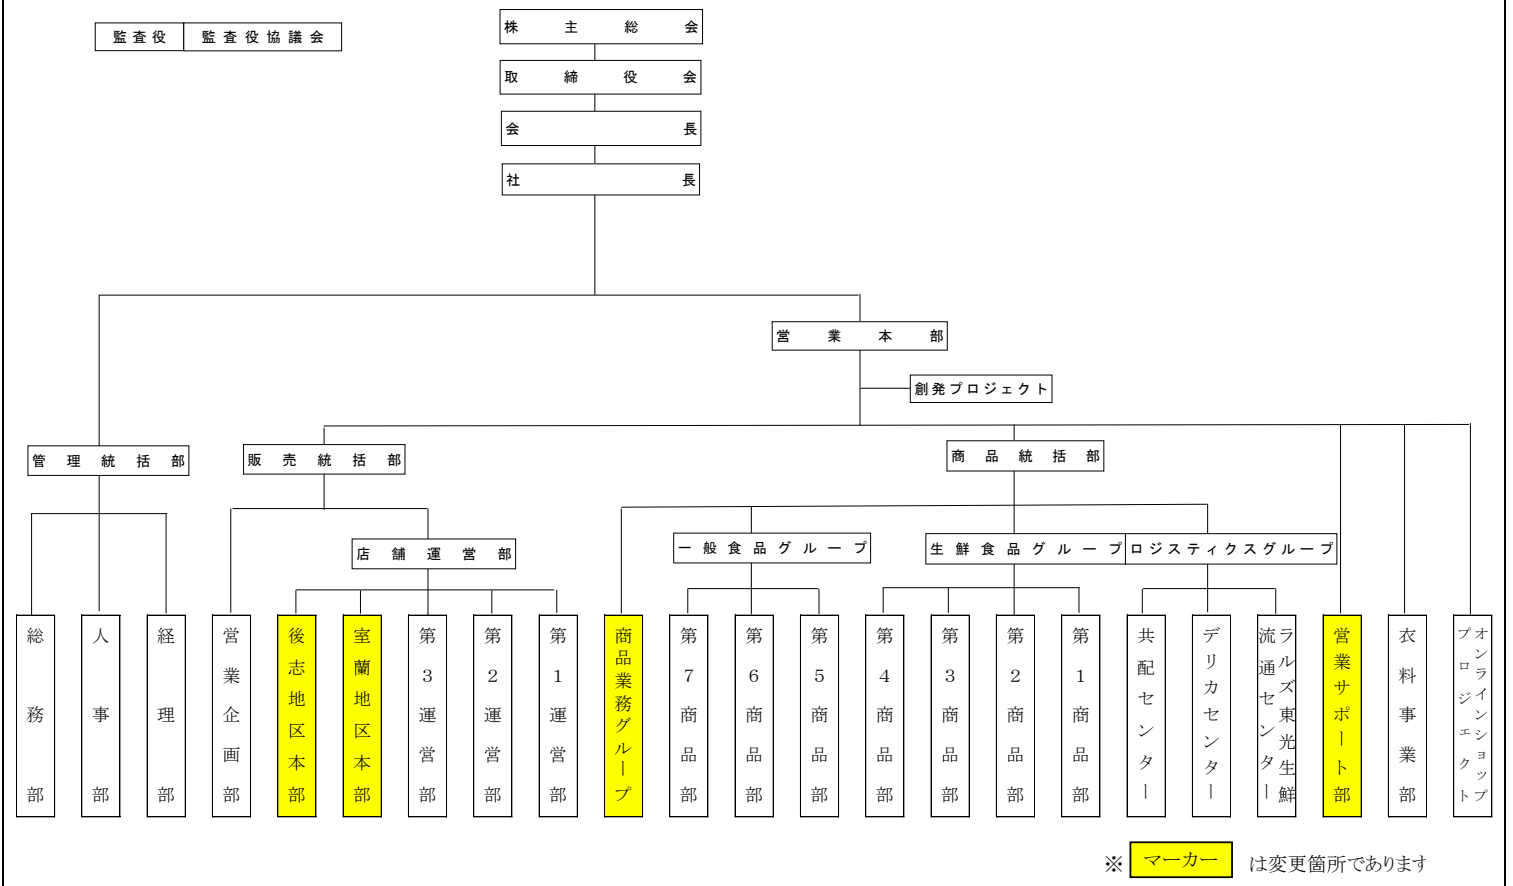 監査役 監査役協議会
株主総会
取締役会
会長
社長
営業本部
創発プロジェクト
管理統括部
販売統括部
商品統括部
店舗運営部
一般食品グループ
生鮮食品グループ
ロジスティクスグループ
総務部
人事部
経理部
営業企画部
後志地区本部
室蘭地区本部
第3運営部
第2運営部
第1運営部
商品業務グループ
第7商品部
第6商品部
第5商品部
第4商品部
第3商品部
第2商品部
第1商品部
共配センター
デリカセンター
ラルズ東光生鮮
流通センター
営業サポート部
衣料事業部
オンラインショップ
プロジェクト
※ マーカー は変更箇所であります